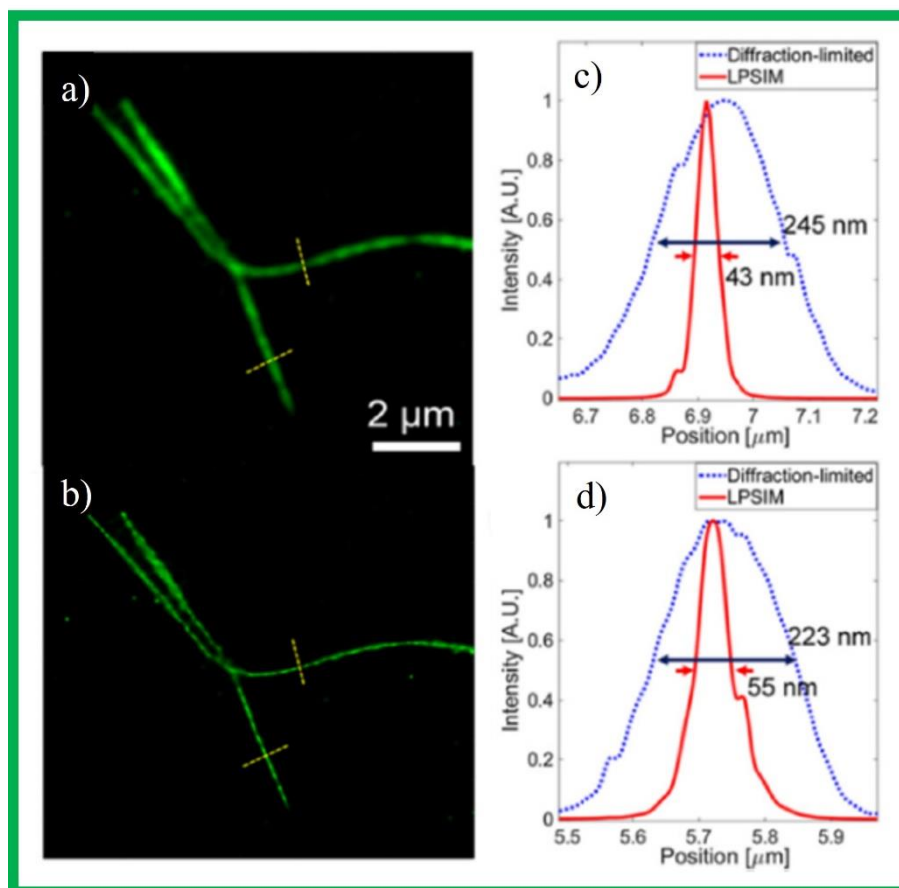 a)
2 μm
b)
c)
Diffraction-limited
LPSIM
1
0.8
0.6
0.4
0.2
0
Intensity [A.U.]
245 nm
43 nm
6.7 6.8 6.9 7 7.1 7.2
Position [μm]
d)
Diffraction-limited
LPSIM
1
0.8
0.6
0.4
0.2
0
Intensity [A.U.]
223 nm
55 nm
5.5 5.6 5.7 5.8 5.9
Position [μm]